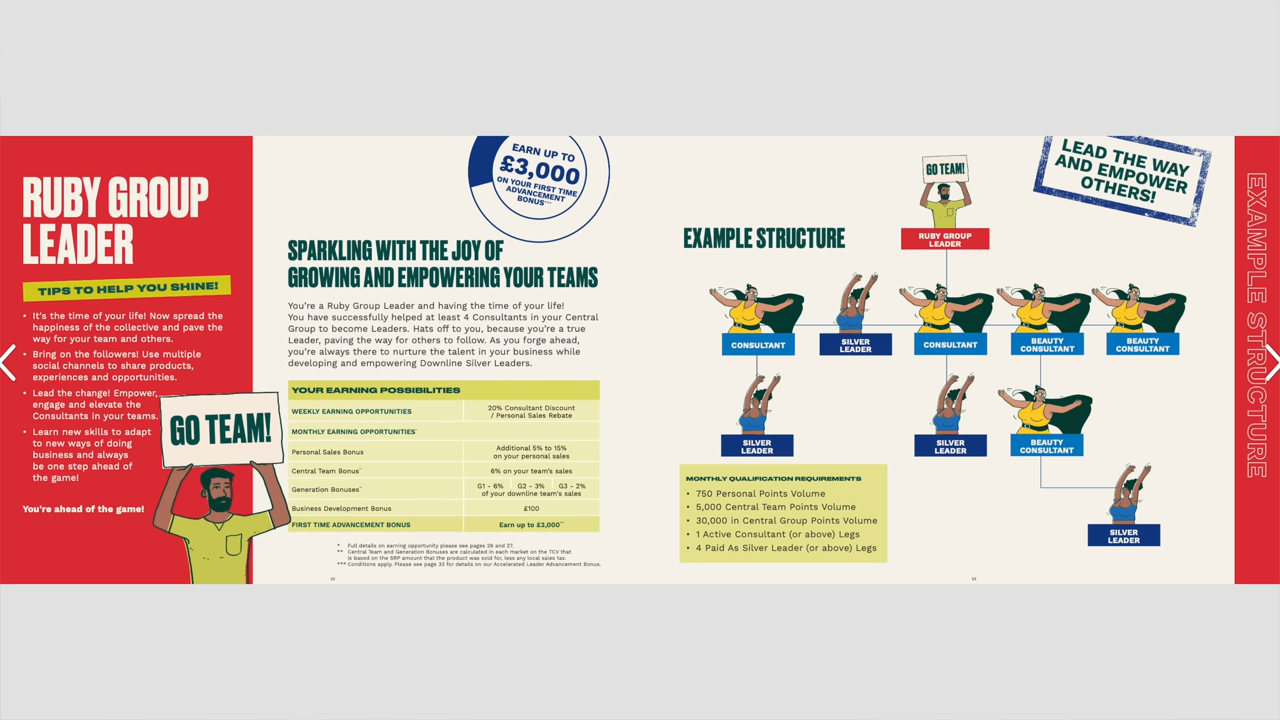 RUBY GROUP
LEADER
TIPS TO HELP YOU SHINE!
• It's the time of your life! Now spread the
happiness of the collective and pave the
way for your team and others.
• Bring on the followers! Use multiple
social channels to share products,
experiences and opportunities.
• Lead the change! Empower,
engage and elevate the
Consultants in your teams.
• Learn new skills to adapt
to new ways of doing
business and always
be one step ahead of
the game!
You're ahead of the game!
GO TEAM!
EARN UP TO
£3,000
ON YOUR FIRST TIME
ADVANCEMENT
BONUS***
SPARKLING WITH THE JOY OF
GROWING AND EMPOWERING YOUR TEAMS
You're a Ruby Group Leader and having the time of your life!
You have successfully helped at least 4 Consultants in your Central
Group to become Leaders. Hats off to you, because you're a true
Leader, paving the way for others to follow. As you forge ahead,
you're always there to nurture the talent in your business while
developing and empowering Downline Silver Leaders.
YOUR EARNING POSSIBILITIES
WEEKLY EARNING OPPORTUNITIES
20% Consultant Discount
/ Personal Sales Rebate
MONTHLY EARNING OPPORTUNITIES*
Personal Sales Bonus
Additional 5% to 15%
on your personal sales
Central Team Bonus**
6% on your team's sales
Generation Bonuses**
G1 - 6% G2 - 3% G3 - 2%
of your downline team's sales
Business Development Bonus
£100
FIRST TIME ADVANCEMENT BONUS
Earn up to £3,000***
* Full details on earning opportunity please see pages 26 and 27.
** Central Team and Generation Bonuses are calculated in each market on the TCV that
is based on the SRP amount that the product was sold for, less any local sales tax.
*** Conditions apply. Please see page 33 for details on our Accelerated Leader Advancement Bonus.
EXAMPLE STRUCTURE
GO TEAM!
RUBY GROUP
LEADER
LEAD THE WAY
AND EMPOWER
OTHERS!
CONSULTANT
SILVER
LEADER
CONSULTANT
BEAUTY
CONSULTANT
BEAUTY
CONSULTANT
SILVER
LEADER
SILVER
LEADER
BEAUTY
CONSULTANT
SILVER
LEADER
MONTHLY QUALIFICATION REQUIREMENTS
• 750 Personal Points Volume
• 5,000 Central Team Points Volume
• 30,000 in Central Group Points Volume
• 1 Active Consultant (or above) Legs
• 4 Paid As Silver Leader (or above) Legs
EXAMPLE STRUCTURE